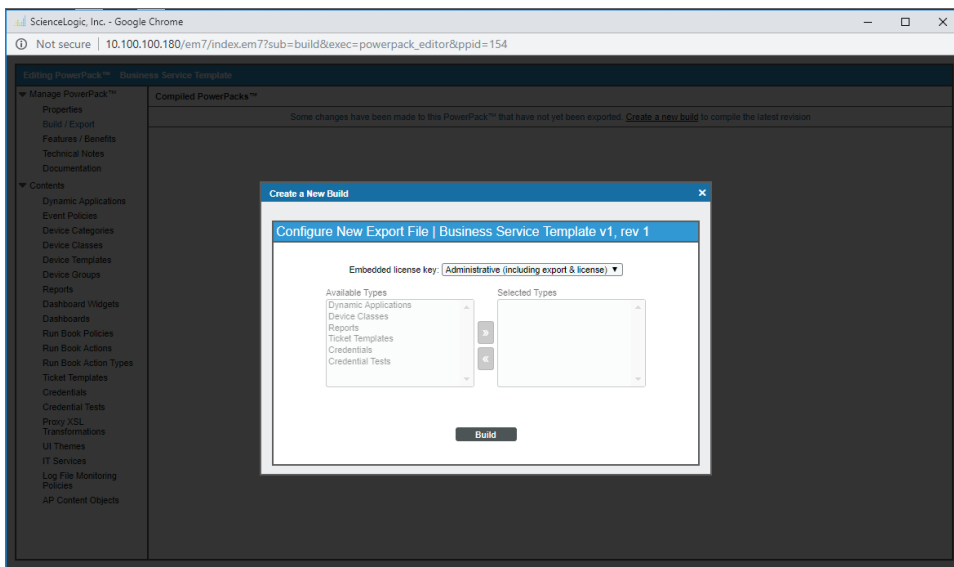 ScienceLogic, Inc. - Google Chrome
Not secure | 10.100.100.180/em7/index.em7?sub=build&exec=powerpack_editor&ppid=154
Editing PowerPack™ Business Service Template
Manage PowerPack™
Properties
Build / Export
Features / Benefits
Technical Notes
Documentation
Contents
Dynamic Applications
Event Policies
Device Categories
Device Classes
Device Templates
Device Groups
Reports
Dashboard Widgets
Dashboards
Run Book Policies
Run Book Actions
Run Book Action Types
Ticket Templates
Credentials
Credential Tests
Proxy XSL
Transformations
UI Themes
IT Services
Log File Monitoring
Policies
AP Content Objects
Compiled PowerPacks™
Some changes have been made to this PowerPack™ that have not yet been exported. Create a new build to compile the latest revision
Create a New Build
Configure New Export File | Business Service Template v1, rev 1
Embedded license key: Administrative (including export & license)
Available Types
Dynamic Applications
Device Classes
Reports
Ticket Templates
Credentials
Credential Tests
Selected Types
Build